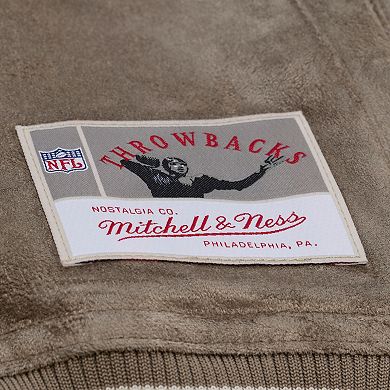 THROWBACKS
NFL
NOSTALGIA CO.
Mitchell & Ness
PHILADELPHIA, PA.